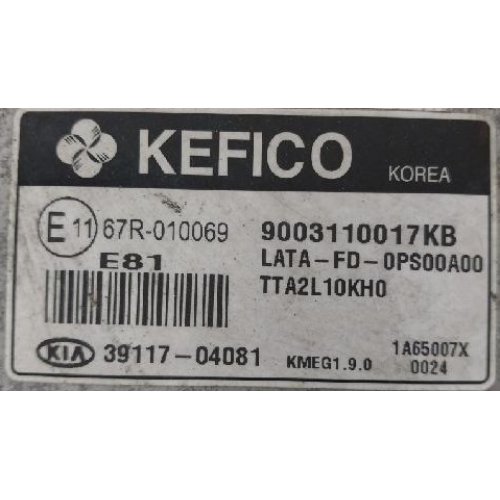 KEFICO KOREA
E 11 67R-010069
E81
9003110017KB
LATA-FD-0PS00A00
TTA2L10KH0
KIA 39117-04081
KMEG1.9.0
1A65007X
0024